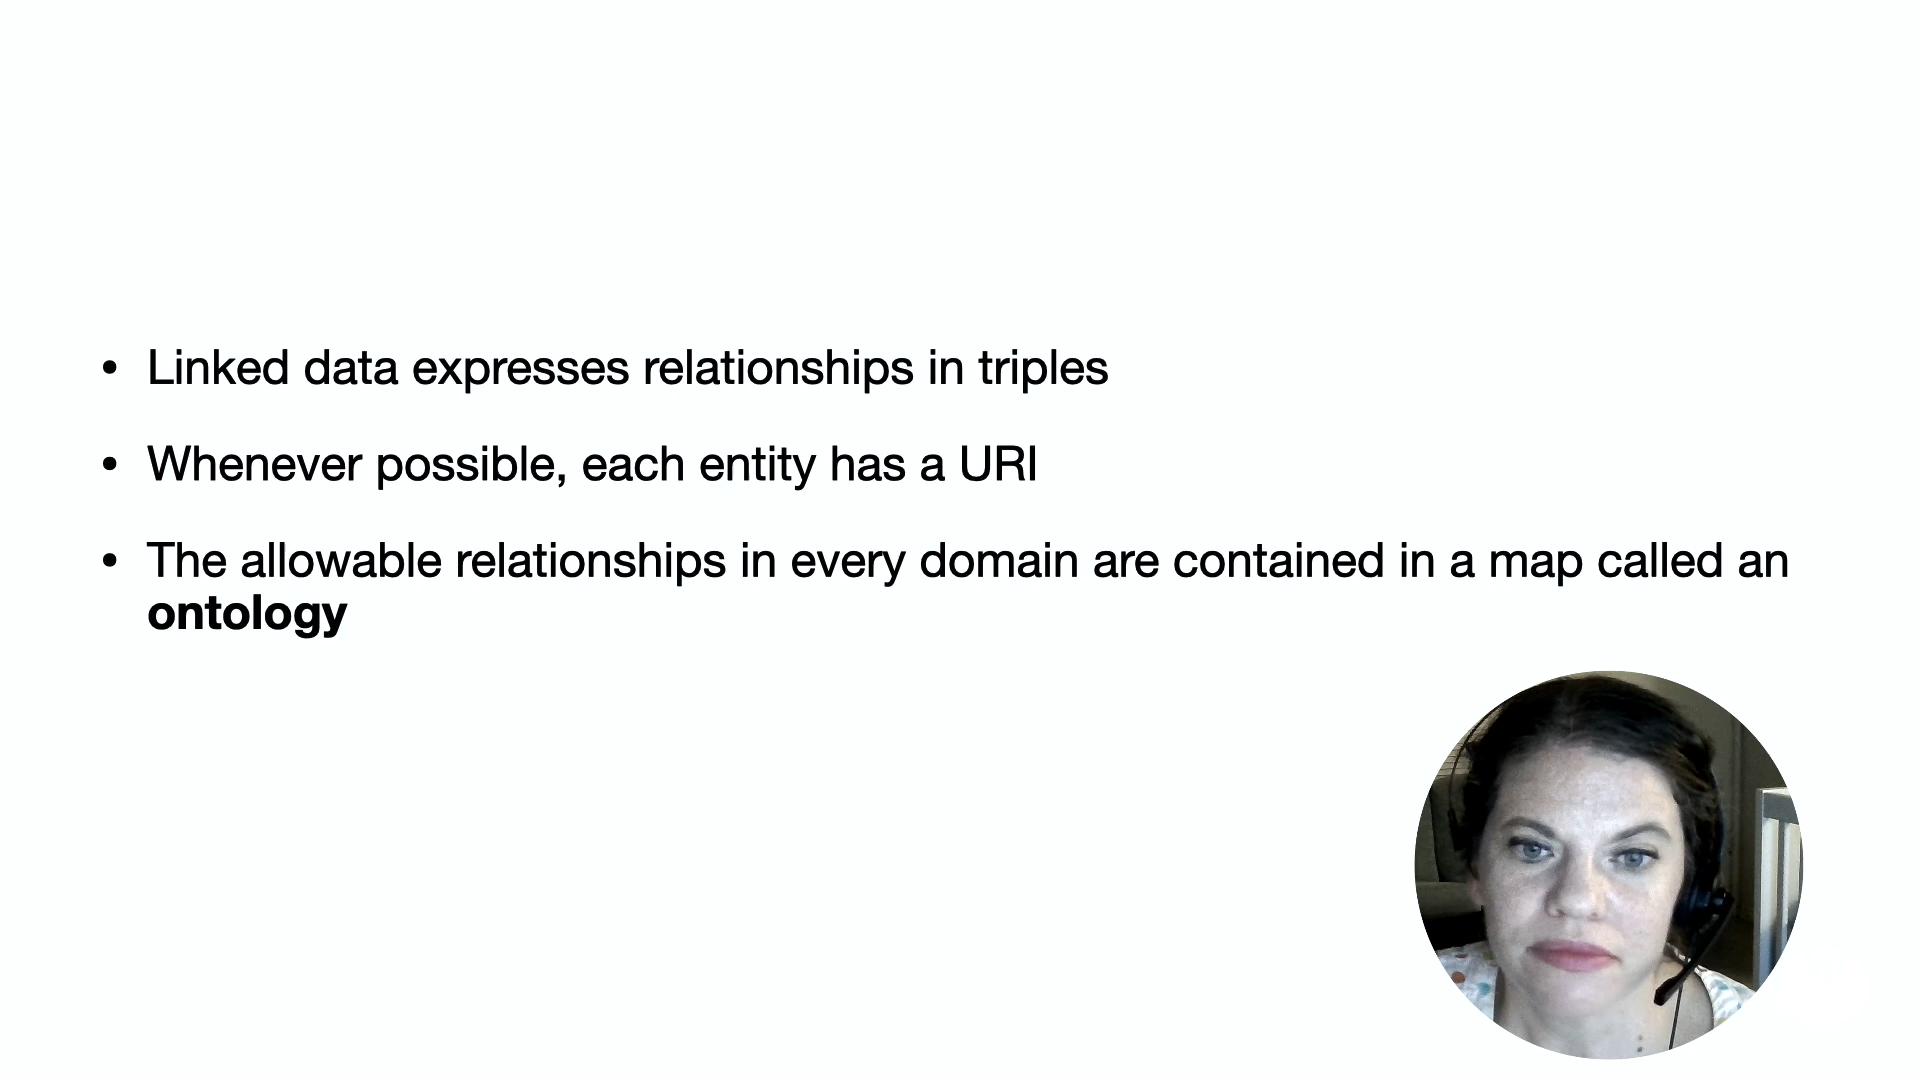 • Linked data expresses relationships in triples
• Whenever possible, each entity has a URI
• The allowable relationships in every domain are contained in a map called an
ontology